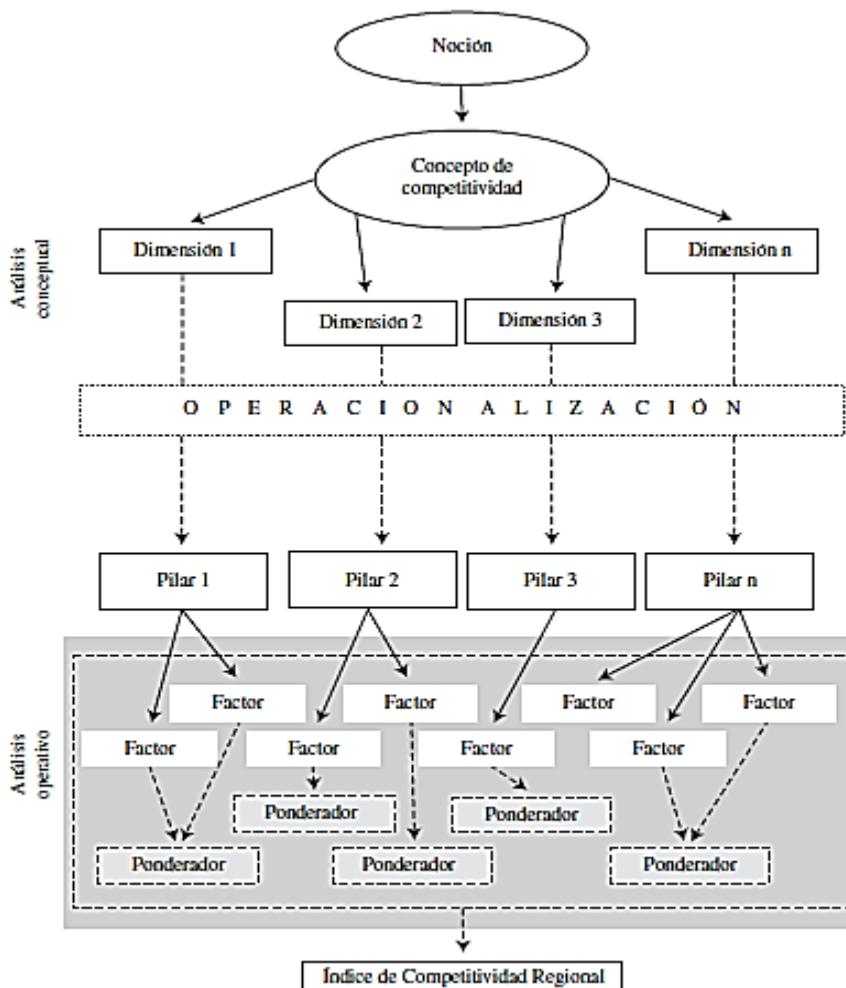 Noción
Concepto de
competitividad
Análisis
conceptual
Dimensión 1
Dimensión n
Dimensión 2
Dimensión 3
O P E R A C I O N A L I Z A C I Ó N
Pilar 1
Pilar 2
Pilar 3
Pilar n
Análisis
operativo
Factor
Factor
Factor
Factor
Factor
Factor
Factor
Factor
Ponderador
Ponderador
Ponderador
Ponderador
Ponderador
Índice de Competitividad Regional